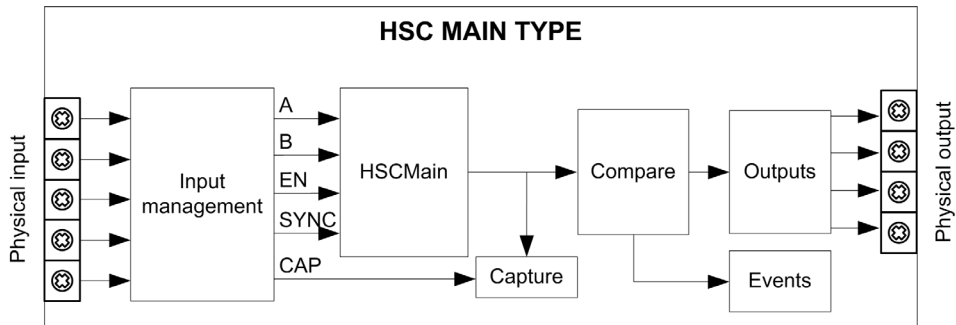 HSC MAIN TYPE
Physical input
Input
management
A
B
EN
SYNC
CAP
HSCMain
Capture
Compare
Outputs
Events
Physical output